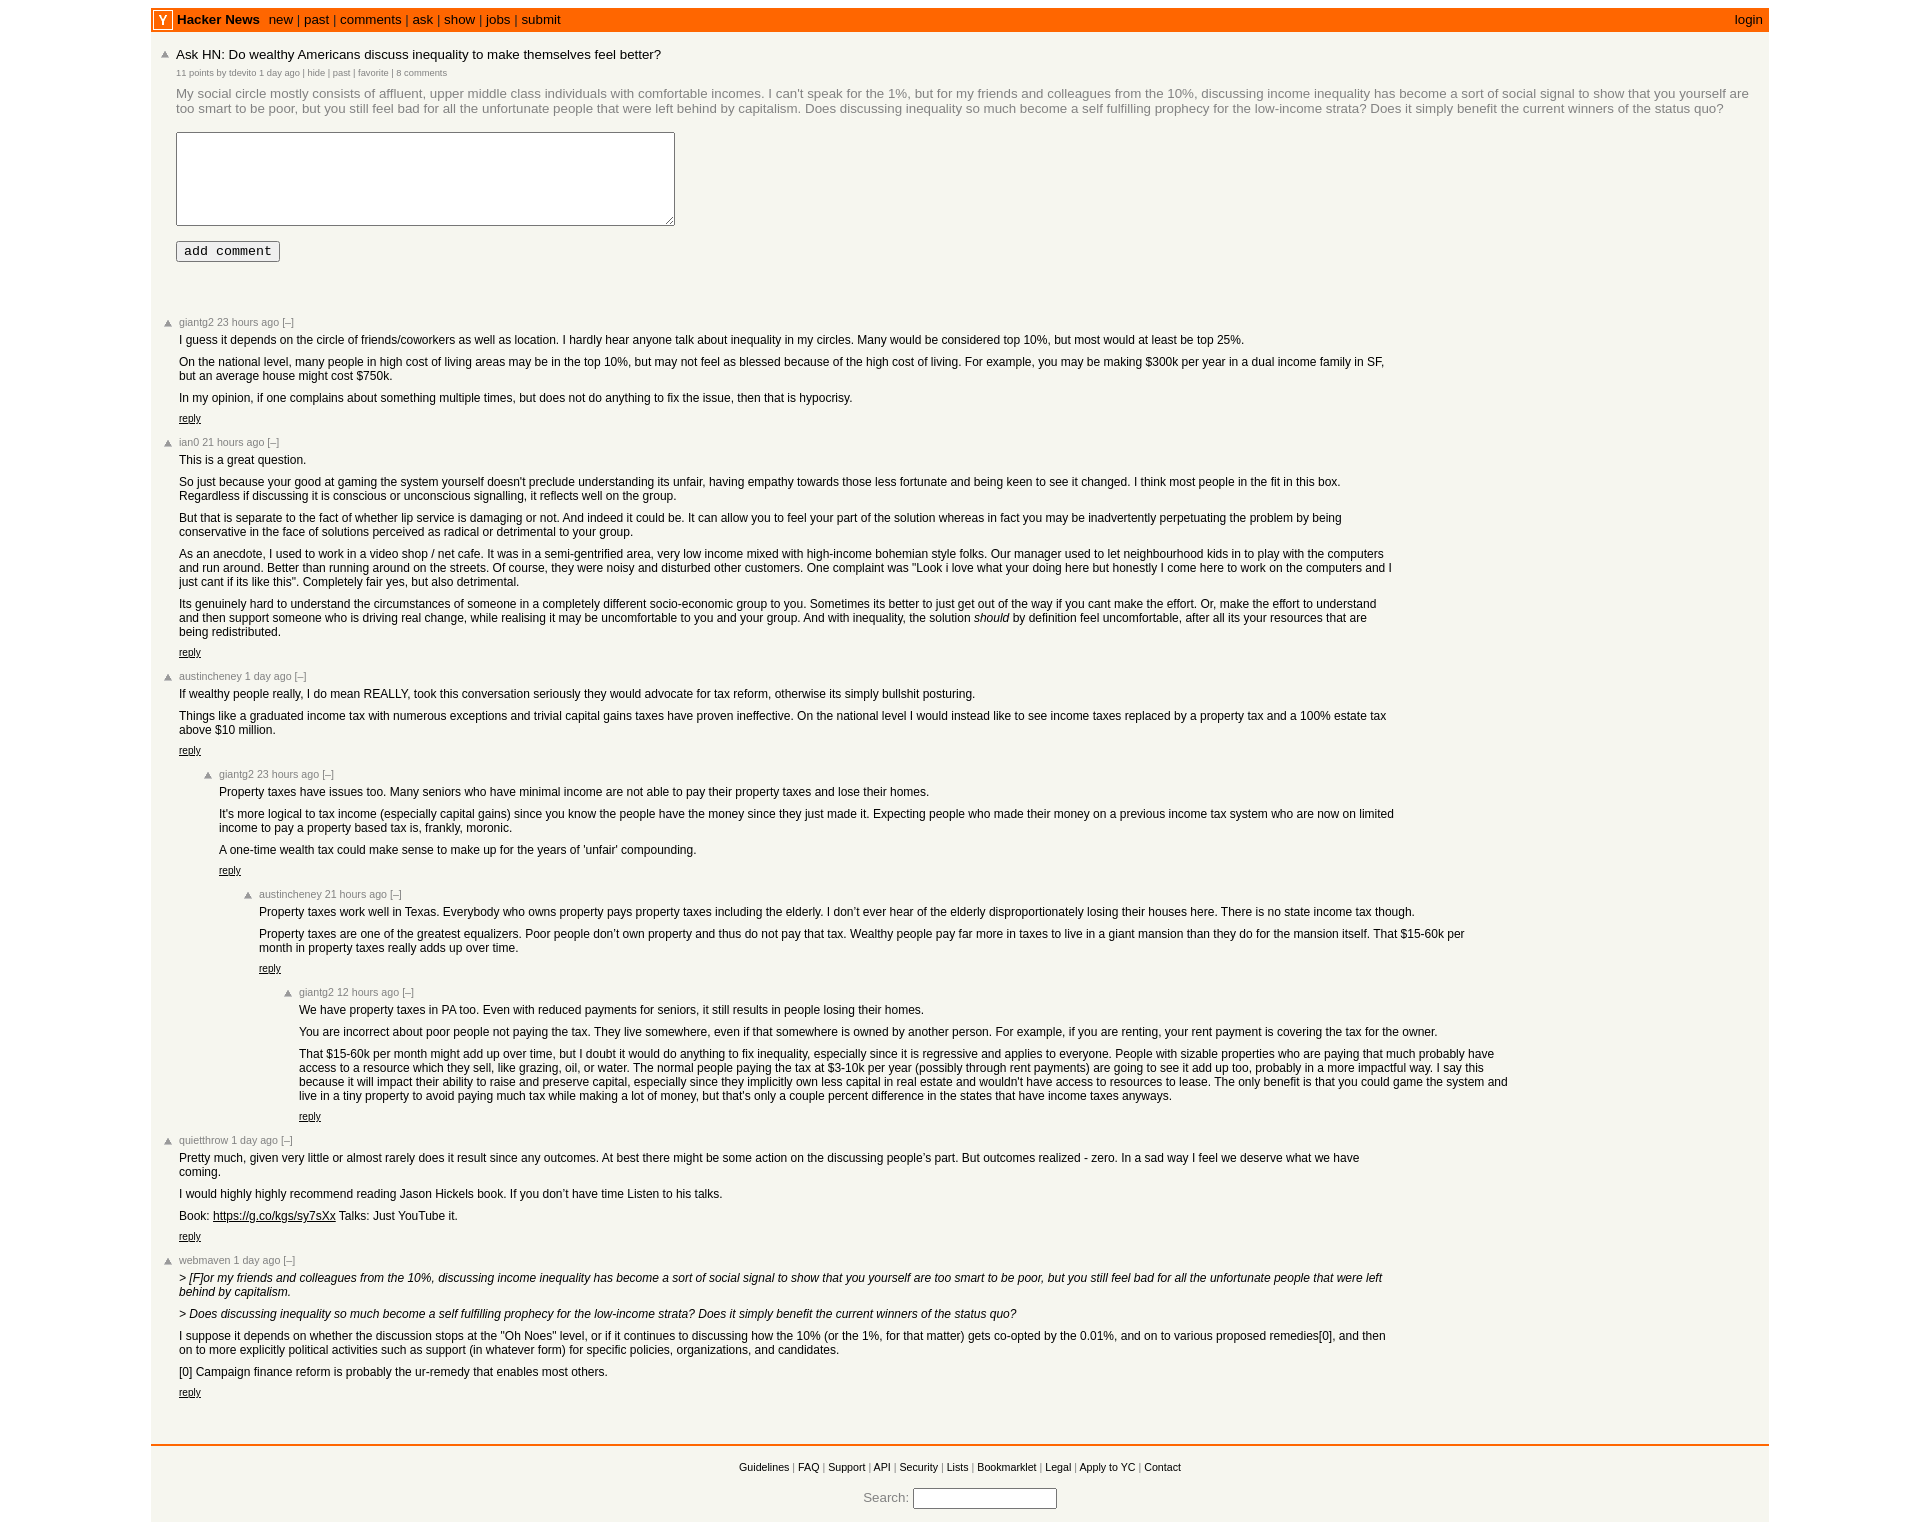 Y Hacker News new | past | comments | ask | show | jobs | submit login
Ask HN: Do wealthy Americans discuss inequality to make themselves feel better?
11 points by tdevito 1 day ago | hide | past | favorite | 8 comments
My social circle mostly consists of affluent, upper middle class individuals with comfortable incomes. I can't speak for the 1%, but for my friends and colleagues from the 10%, discussing income inequality has become a sort of social signal to show that you yourself are
too smart to be poor, but you still feel bad for all the unfortunate people that were left behind by capitalism. Does discussing inequality so much become a self fulfilling prophecy for the low-income strata? Does it simply benefit the current winners of the status quo?
add comment
giantg2 23 hours ago [–]
I guess it depends on the circle of friends/coworkers as well as location. I hardly hear anyone talk about inequality in my circles. Many would be considered top 10%, but most would at least be top 25%.
On the national level, many people in high cost of living areas may be in the top 10%, but may not feel as blessed because of the high cost of living. For example, you may be making $300k per year in a dual income family in SF,
but an average house might cost $750k.
In my opinion, if one complains about something multiple times, but does not do anything to fix the issue, then that is hypocrisy.
reply
ian0 21 hours ago [–]
This is a great question.
So just because your good at gaming the system yourself doesn't preclude understanding its unfair, having empathy towards those less fortunate and being keen to see it changed. I think most people in the fit in this box.
Regardless if discussing it is conscious or unconscious signalling, it reflects well on the group.
But that is separate to the fact of whether lip service is damaging or not. And indeed it could be. It can allow you to feel your part of the solution whereas in fact you may be inadvertently perpetuating the problem by being
conservative in the face of solutions perceived as radical or detrimental to your group.
As an anecdote, I used to work in a video shop / net cafe. It was in a semi-gentrified area, very low income mixed with high-income bohemian style folks. Our manager used to let neighbourhood kids in to play with the computers
and run around. Better than running around on the streets. Of course, they were noisy and disturbed other customers. One complaint was "Look i love what your doing here but honestly I come here to work on the computers and I
just cant if its like this". Completely fair yes, but also detrimental.
Its genuinely hard to understand the circumstances of someone in a completely different socio-economic group to you. Sometimes its better to just get out of the way if you cant make the effort. Or, make the effort to understand
and then support someone who is driving real change, while realising it may be uncomfortable to you and your group. And with inequality, the solution should by definition feel uncomfortable, after all its your resources that are
being redistributed.
reply
austincheney 1 day ago [–]
If wealthy people really, I do mean REALLY, took this conversation seriously they would advocate for tax reform, otherwise its simply bullshit posturing.
Things like a graduated income tax with numerous exceptions and trivial capital gains taxes have proven ineffective. On the national level I would instead like to see income taxes replaced by a property tax and a 100% estate tax
above $10 million.
reply
giantg2 23 hours ago [–]
Property taxes have issues too. Many seniors who have minimal income are not able to pay their property taxes and lose their homes.
It's more logical to tax income (especially capital gains) since you know the people have the money since they just made it. Expecting people who made their money on a previous income tax system who are now on limited
income to pay a property based tax is, frankly, moronic.
A one-time wealth tax could make sense to make up for the years of 'unfair' compounding.
reply
austincheney 21 hours ago [–]
Property taxes work well in Texas. Everybody who owns property pays property taxes including the elderly. I don’t ever hear of the elderly disproportionately losing their houses here. There is no state income tax though.
Property taxes are one of the greatest equalizers. Poor people don’t own property and thus do not pay that tax. Wealthy people pay far more in taxes to live in a giant mansion than they do for the mansion itself. That $15-60k per
month in property taxes really adds up over time.
reply
giantg2 12 hours ago [–]
We have property taxes in PA too. Even with reduced payments for seniors, it still results in people losing their homes.
You are incorrect about poor people not paying the tax. They live somewhere, even if that somewhere is owned by another person. For example, if you are renting, your rent payment is covering the tax for the owner.
That $15-60k per month might add up over time, but I doubt it would do anything to fix inequality, especially since it is regressive and applies to everyone. People with sizable properties who are paying that much probably have
access to a resource which they sell, like grazing, oil, or water. The normal people paying the tax at $3-10k per year (possibly through rent payments) are going to see it add up too, probably in a more impactful way. I say this
because it will impact their ability to raise and preserve capital, especially since they implicitly own less capital in real estate and wouldn't have access to resources to lease. The only benefit is that you could game the system and
live in a tiny property to avoid paying much tax while making a lot of money, but that's only a couple percent difference in the states that have income taxes anyways.
reply
quietthrow 1 day ago [–]
Pretty much, given very little or almost rarely does it result since any outcomes. At best there might be some action on the discussing people’s part. But outcomes realized - zero. In a sad way I feel we deserve what we have
coming.
I would highly highly recommend reading Jason Hickels book. If you don’t have time Listen to his talks.
Book: https://g.co/kgs/sy7sXx Talks: Just YouTube it.
reply
webmaven 1 day ago [–]
> [F]or my friends and colleagues from the 10%, discussing income inequality has become a sort of social signal to show that you yourself are too smart to be poor, but you still feel bad for all the unfortunate people that were left
behind by capitalism.
> Does discussing inequality so much become a self fulfilling prophecy for the low-income strata? Does it simply benefit the current winners of the status quo?
I suppose it depends on whether the discussion stops at the "Oh Noes" level, or if it continues to discussing how the 10% (or the 1%, for that matter) gets co-opted by the 0.01%, and on to various proposed remedies[0], and then
on to more explicitly political activities such as support (in whatever form) for specific policies, organizations, and candidates.
[0] Campaign finance reform is probably the ur-remedy that enables most others.
reply
Guidelines | FAQ | Support | API | Security | Lists | Bookmarklet | Legal | Apply to YC | Contact
Search: